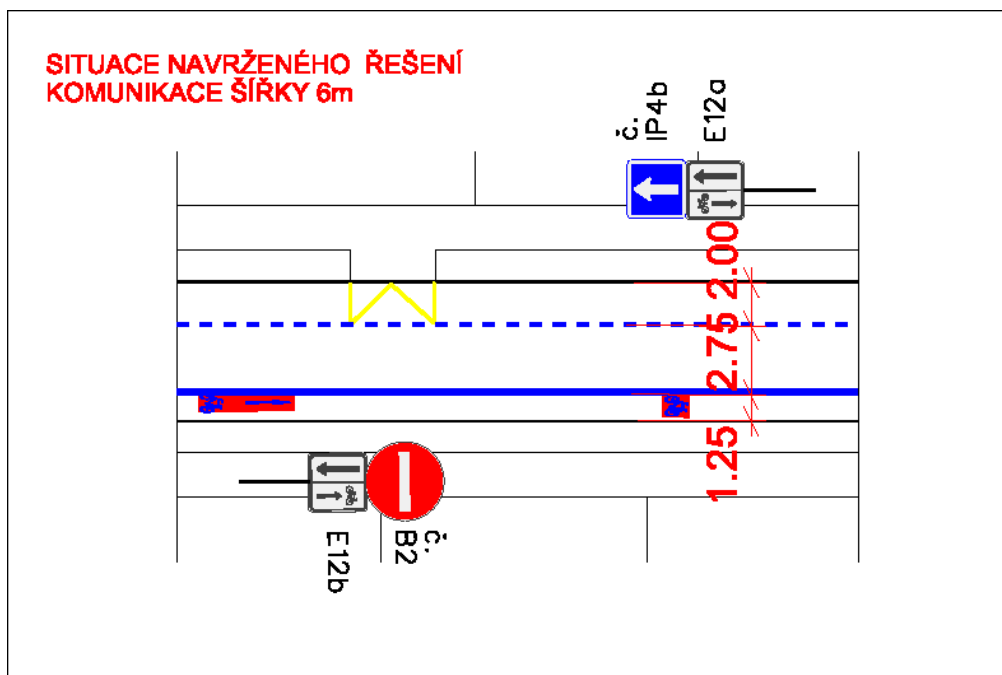 SITUACE NAVRŽENÉHO ŘEŠENÍ
KOMUNIKACE ŠÍŘKY 6m
č.
IP4b
E12a
2.00
2.75
1.25
E12b
č.
B2